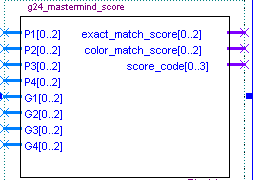 g24_mastermind_score
P1[0..2] exact_match_score[0..2]
P2[0..2] color_match_score[0..2]
P3[0..2] score_code[0..3]
P4[0..2]
G1[0..2]
G2[0..2]
G3[0..2]
G4[0..2]